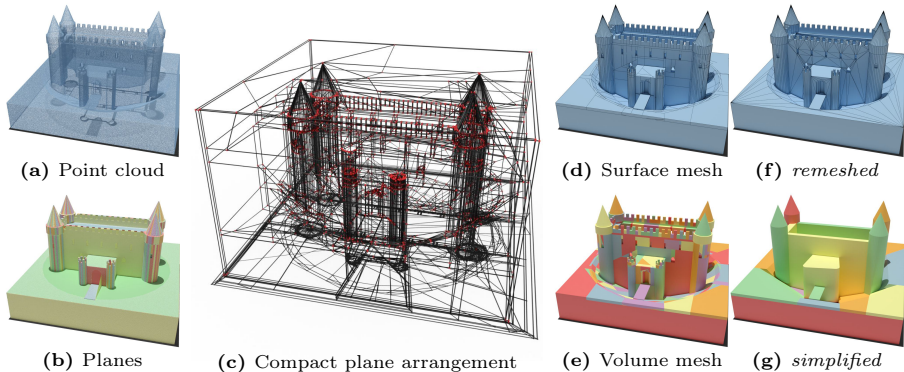 (a) Point cloud
(b) Planes
(c) Compact plane arrangement
(d) Surface mesh
(e) Volume mesh
(f) remeshed
(g) simplified